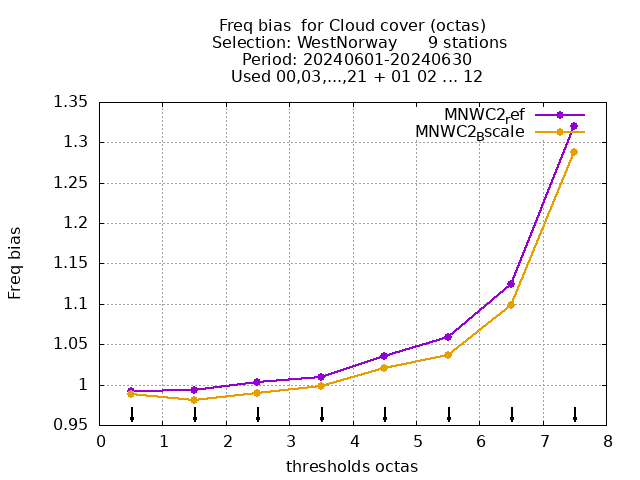 Freq bias  for Cloud cover (octas)
Selection: WestNorway      9 stations
Period: 20240601-20240630
Used 00,03,...,21 + 01 02 ... 12
MNWC2_ref
MNWC2_Bscale
1.35
1.3
1.25
1.2
1.15
1.1
1.05
1
0.95
Freq bias
0 1 2 3 4 5 6 7 8
thresholds octas